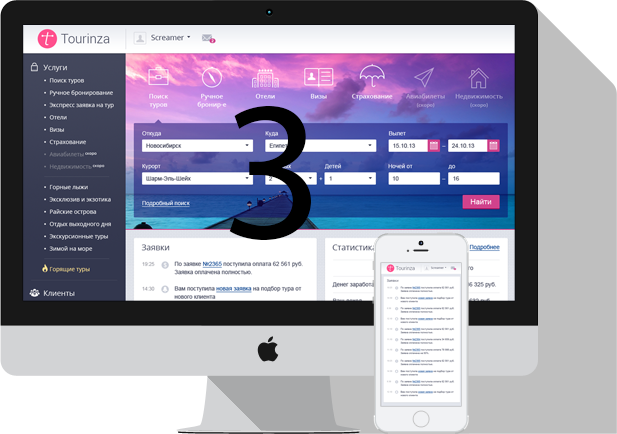 Tourinza
Screamer
Услуги
Поиск туров
Ручное бронирование
Экспресс заявка на тур
Отели
Визы
Страхование
Авиабилеты скоро
Недвижимость скоро
Горные лыжи
Эксклюзив и экзотика
Райские острова
Отдых выходного дня
Экскурсионные туры
Зимой на море
Горящие туры
Клиенты
Поиск
туров
Ручное
бронир-е
Отели
Визы
Страхование
Авиабилеты
(скоро)
Недвижимость
(скоро)
3
Откуда
Куда
Вылет
Новосибирск
Египе
15.10.13 – 24.10.13
Курорт
Детей
Ночей от
до
Шарм-Эль-Шейк
2 + 1
10
16
Подробный поиск
Найти
Заявки
19:25 По заявке №2365 поступила оплата 62 561 руб.
Заявка оплачена полностью.
14:30 Вам поступила новая заявка на подбор тура от
нового клиента
Статистика
Подробнее
Денег зарабо
325 руб.
Tourinza
Screamer
Заявки